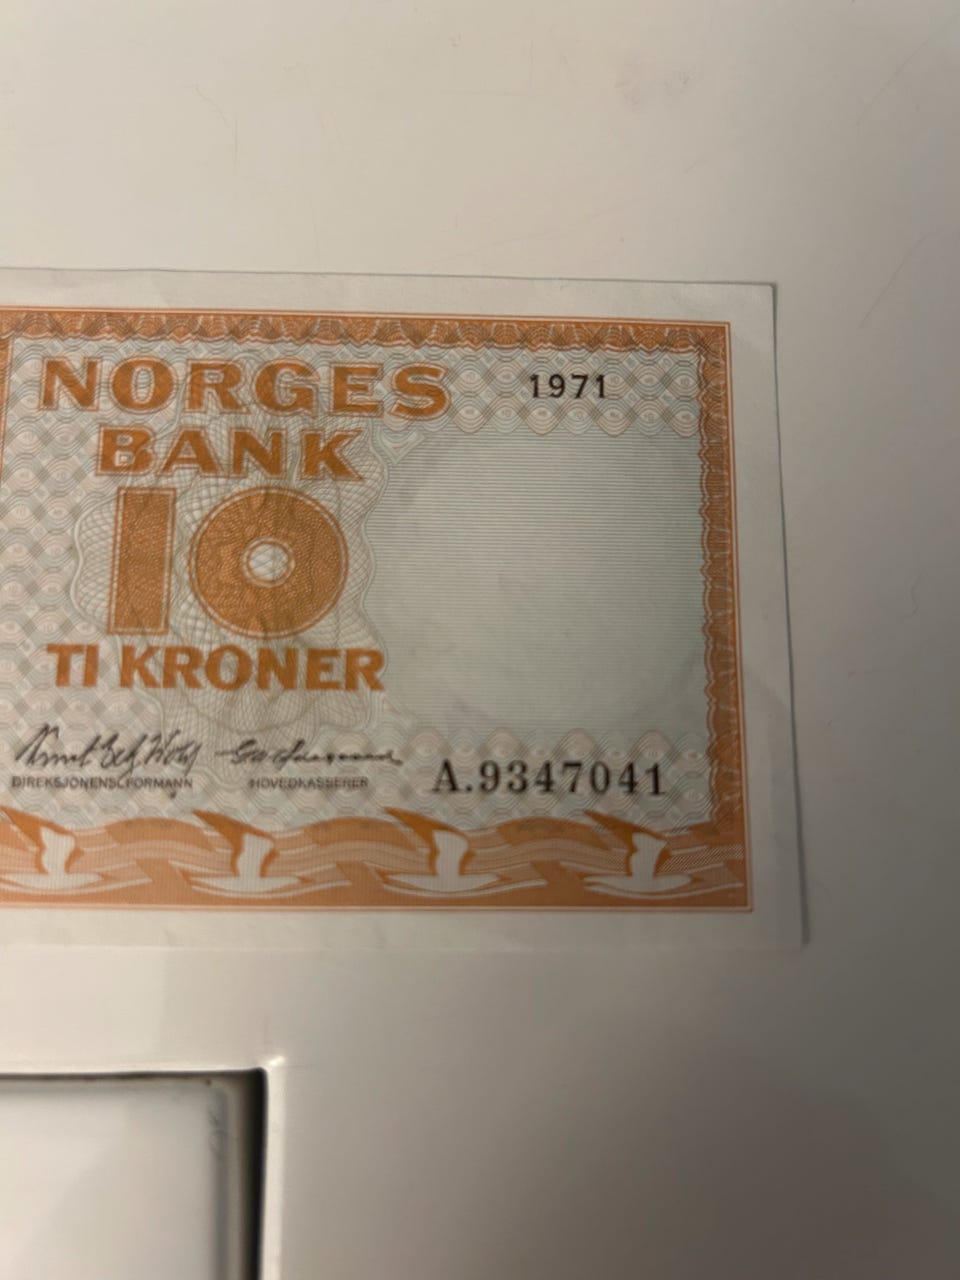 NORGES
1971
BANK
10
TI KRONER
DIREKSJONENS FORMANN
HOVEDKASSERER
A.9347041